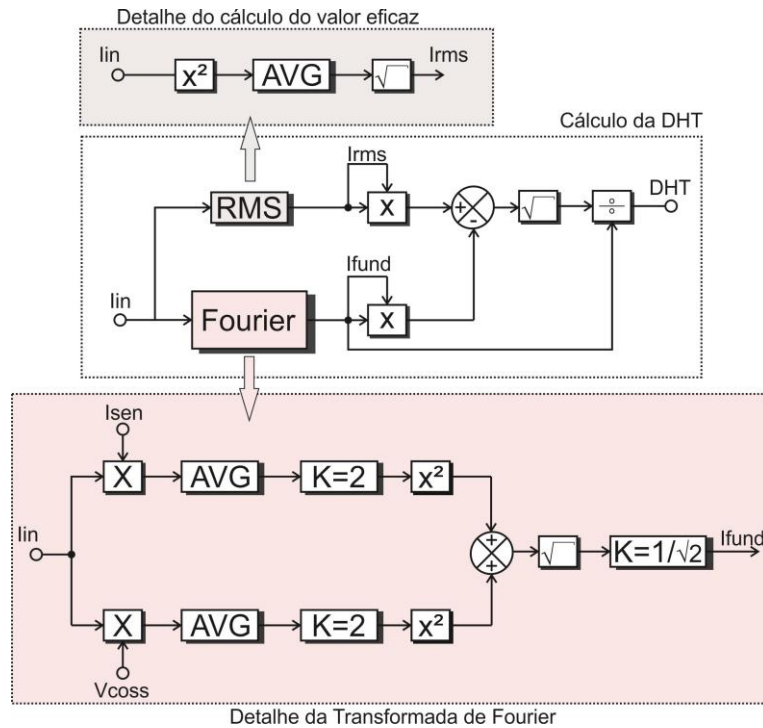 Detalhe do cálculo do valor eficaz
Iin
x²
AVG
√
Irms
Cálculo da DHT
Irms
RMS
X
+
-
√
÷
DHT
Iin
Ifund
Fourier
X
Isen
X
AVG
K=2
x²
Iin
+
+
√
K=1/√2
Ifund
X
AVG
K=2
x²
Vcoss
Detalhe da Transformada de Fourier